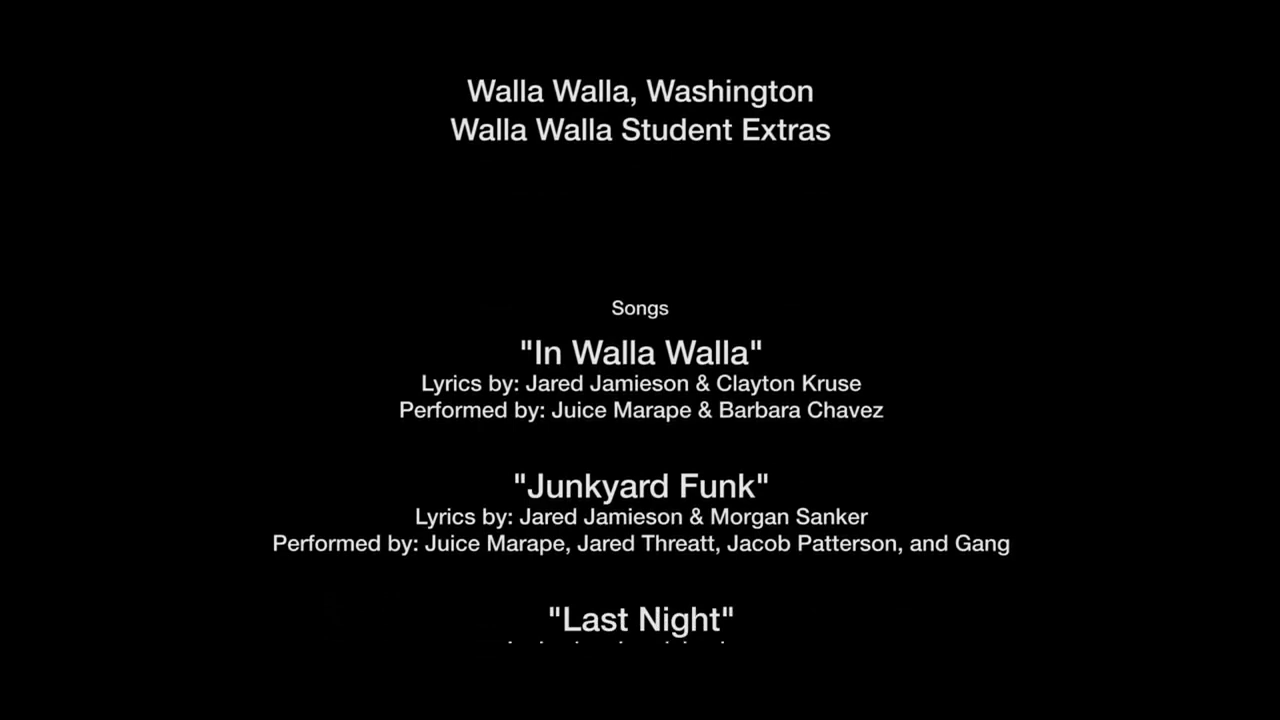 Walla Walla, Washington
Walla Walla Student Extras
Songs
"In Walla Walla"
Lyrics by: Jared Jamieson & Clayton Kruse
Performed by: Juice Marape & Barbara Chavez
"Junkyard Funk"
Lyrics by: Jared Jamieson & Morgan Sanker
Performed by: Juice Marape, Jared Threatt, Jacob Patterson, and Gang
"Last Night"